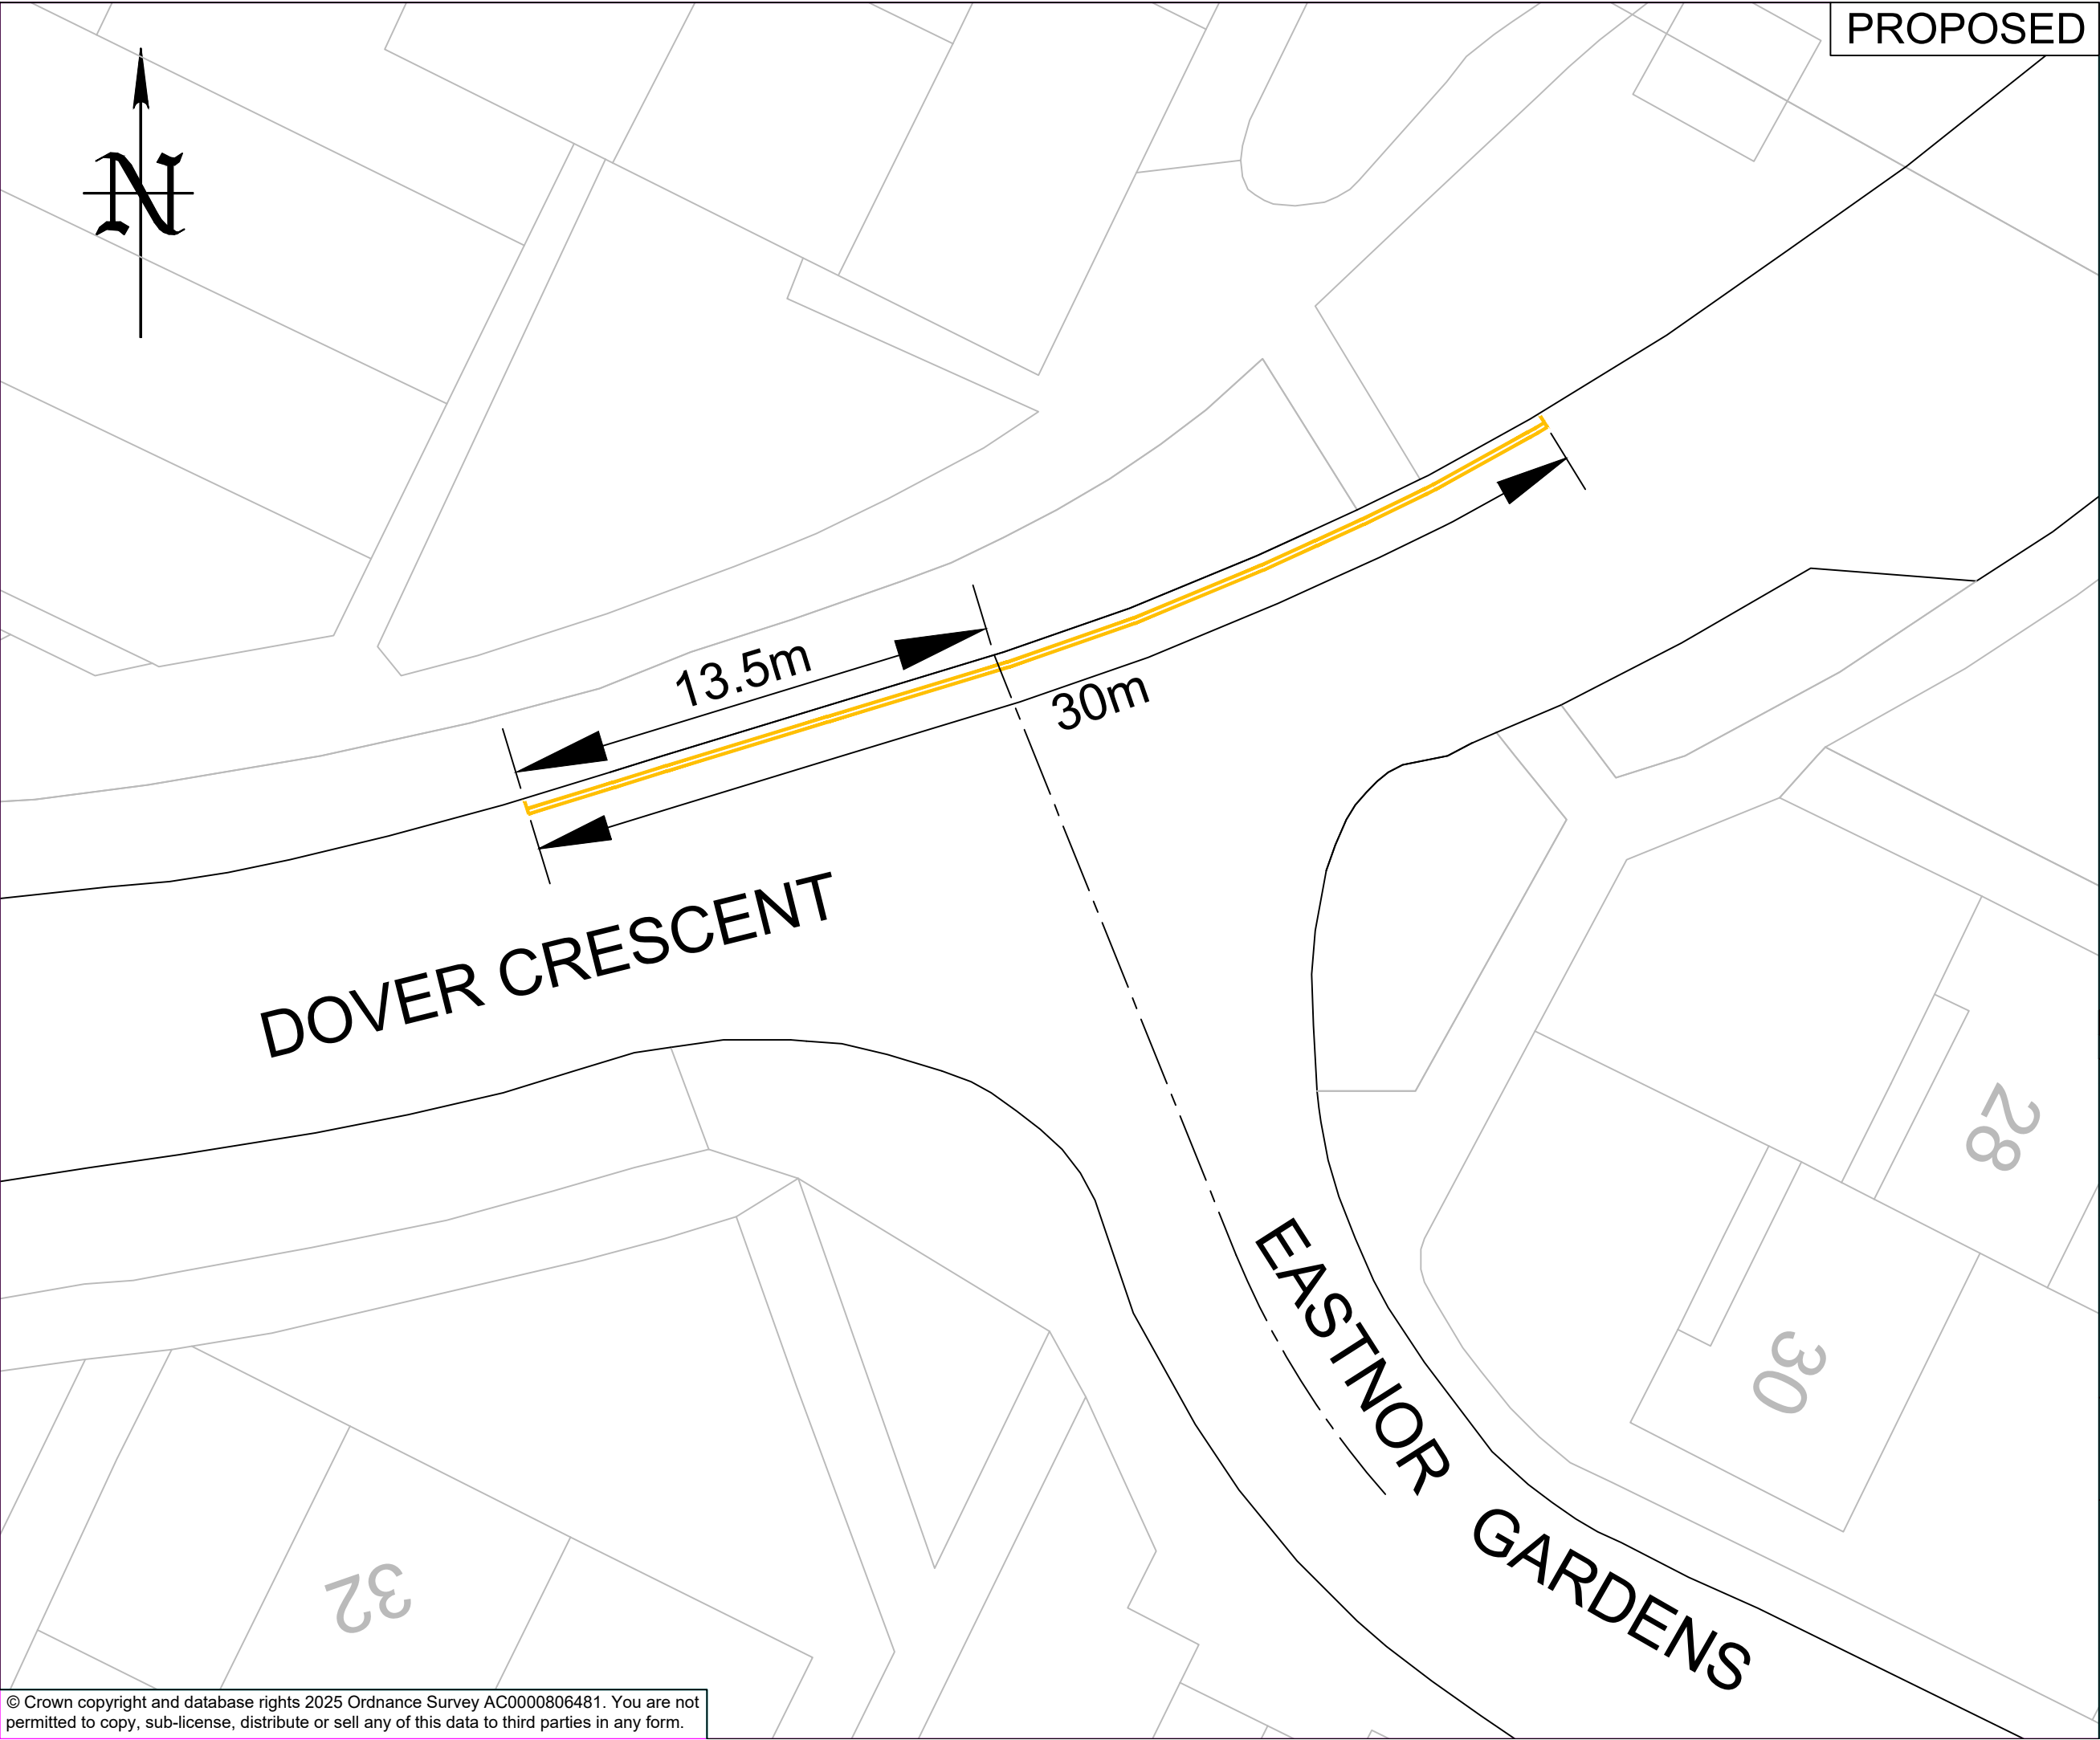 PROPOSED
N
13.5m
30m
DOVER CRESCENT
EASTNOR GARDENS
28
30
32
© Crown copyright and database rights 2025 Ordnance Survey AC0000806481. You are not
permitted to copy, sub-license, distribute or sell any of this data to third parties in any form.